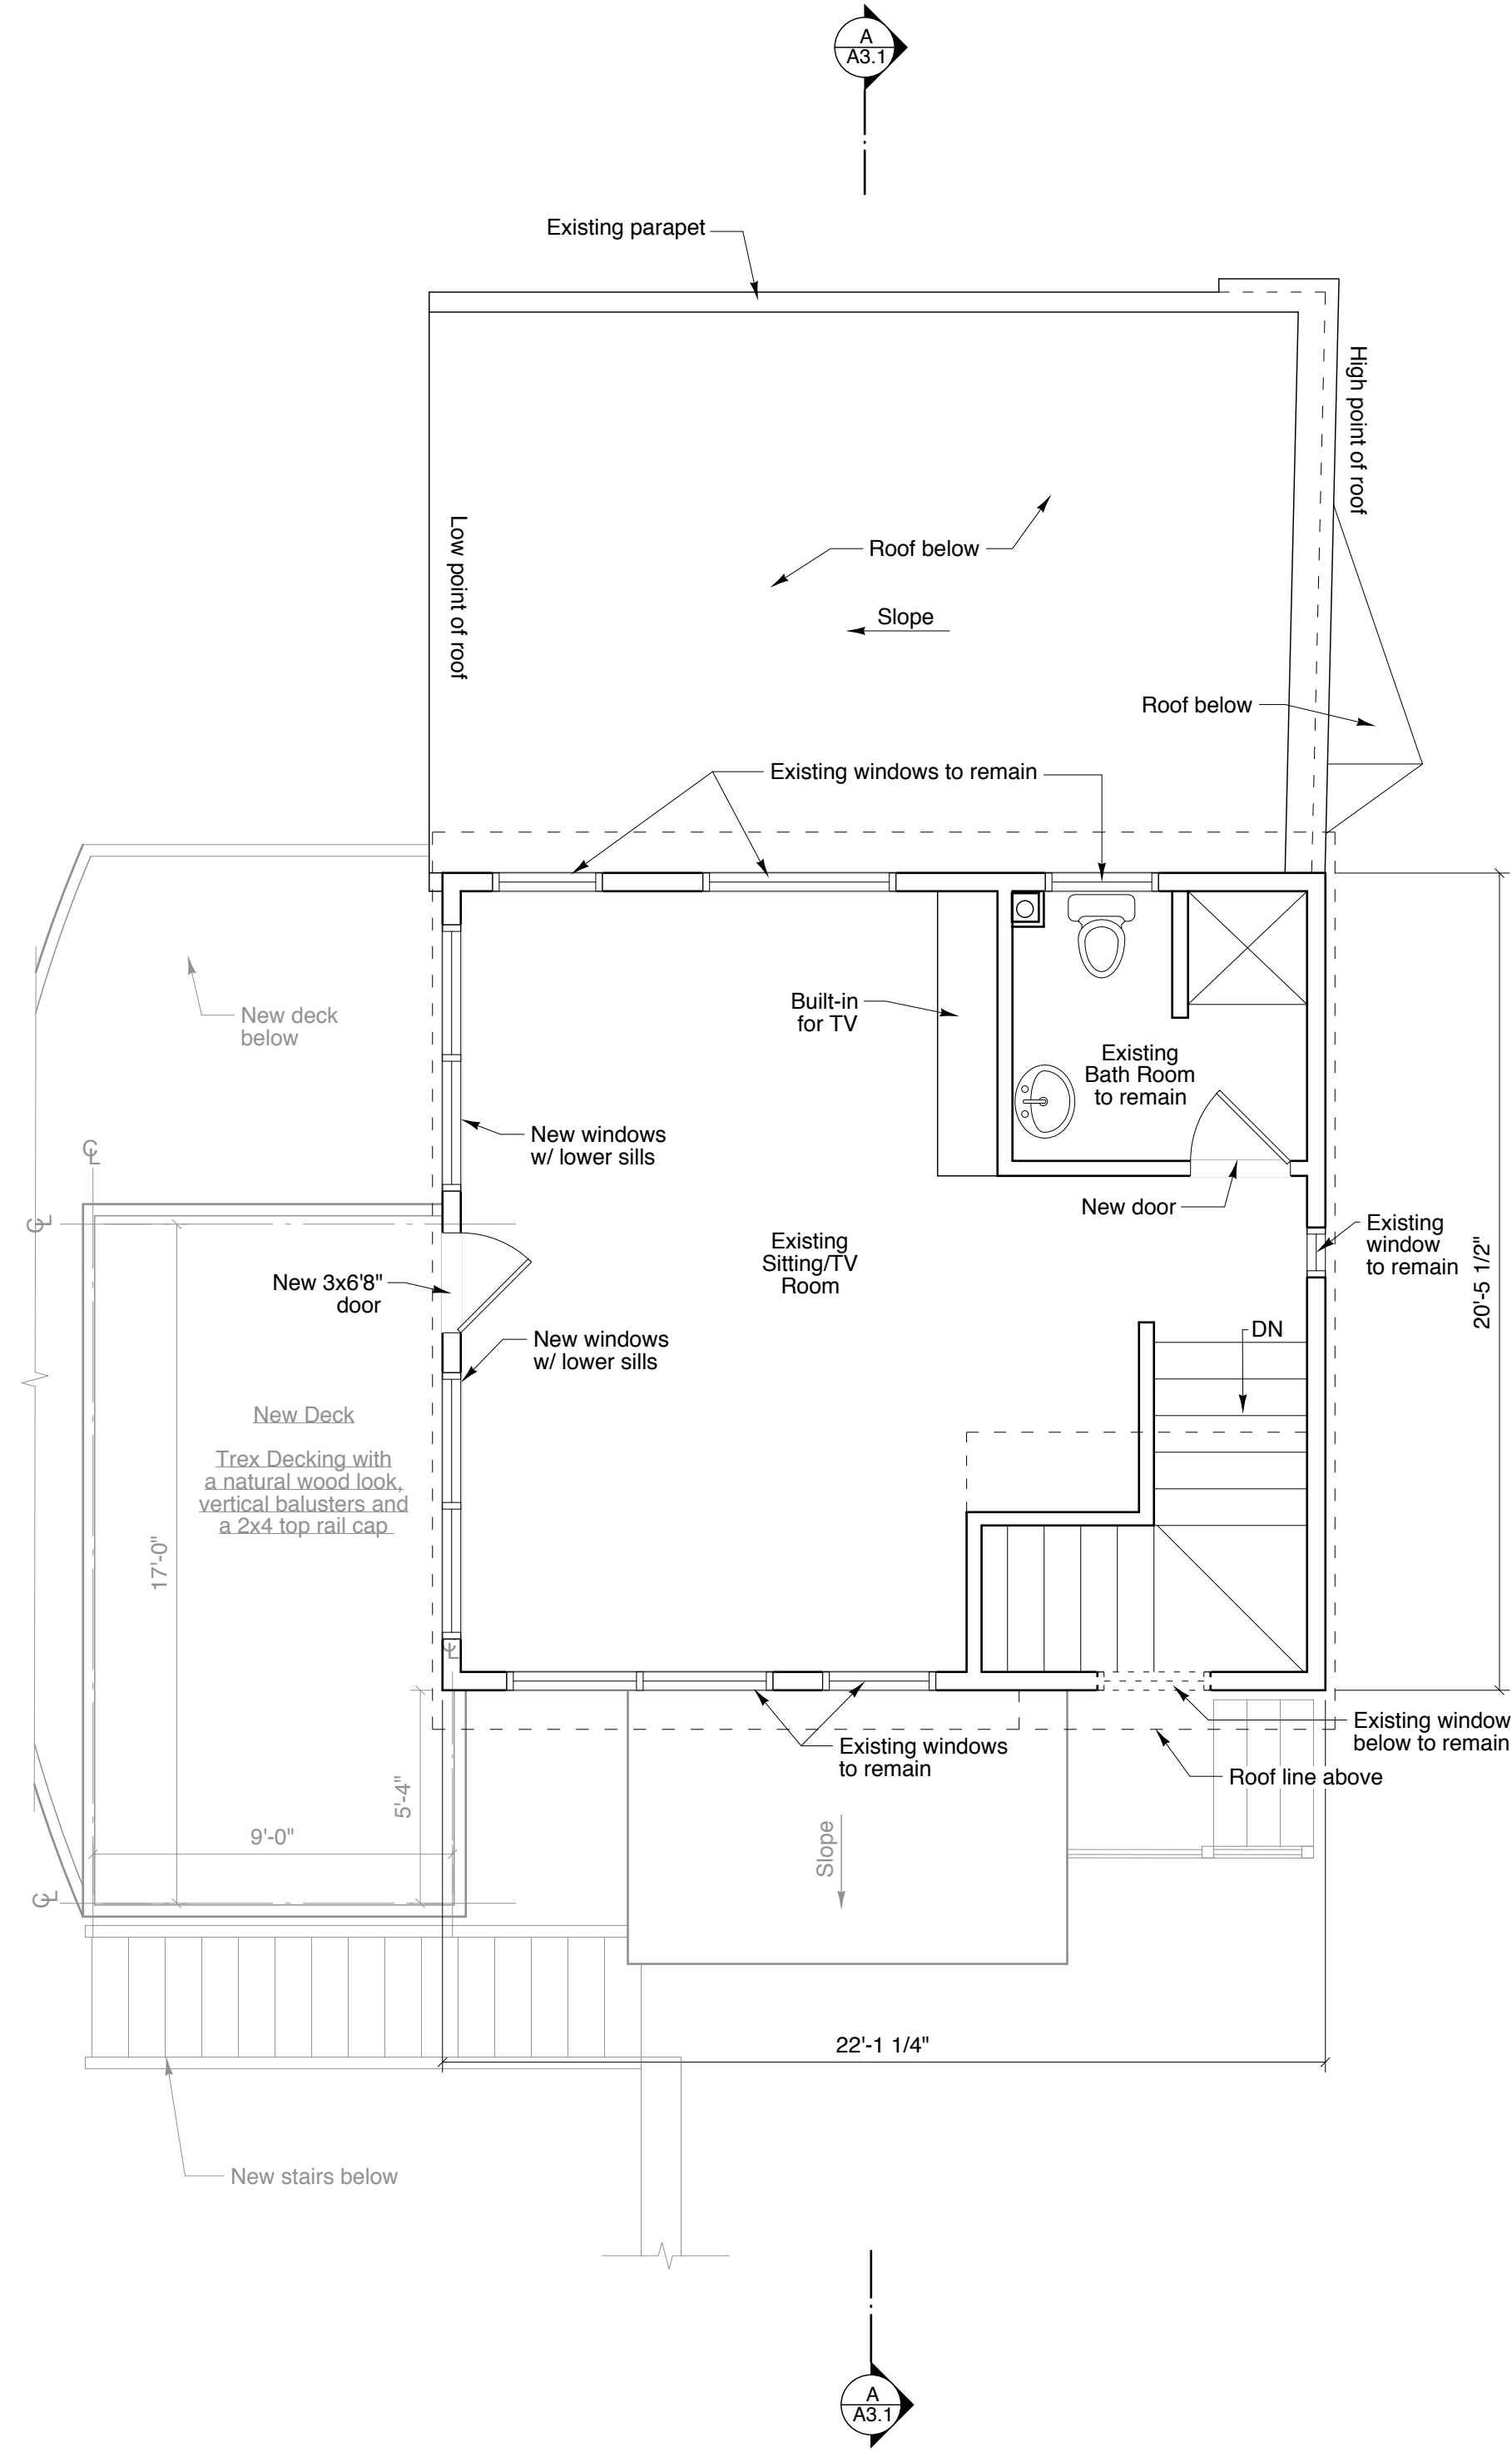 A
A3.1
Existing parapet
High point of roof
Low point of roof
Roof below
Slope
Roof below
Existing windows to remain
New deck
below
Built-in
for TV
Existing
Bath Room
to remain
New windows
w/ lower sills
CL
CL
New door
Existing
window
to remain
20'-5 1/2"
Existing
Sitting/TV
Room
New 3x6'8"
door
New windows
w/ lower sills
DN
New Deck
Trex Decking with
a natural wood look,
vertical balusters and
a 2x4 top rail cap
17'-0"
CL
Existing window
below to remain
Existing windows
to remain
Roof line above
5'-4"
9'-0"
Slope
CL
22'-1 1/4"
New stairs below
A
A3.1